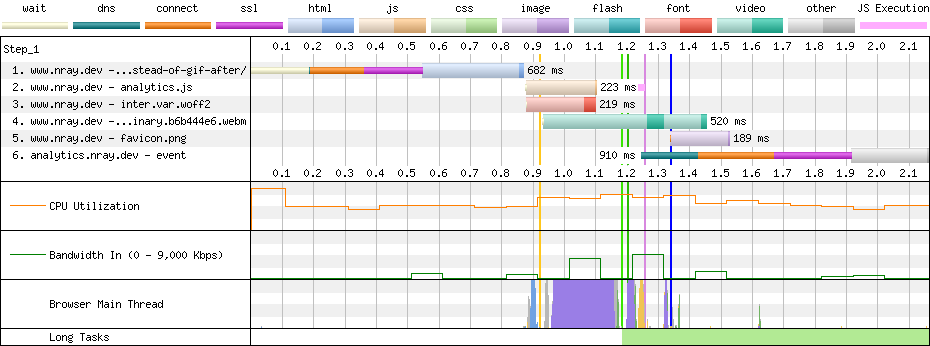 wait dns connect ssl html js css image flash font video other JS Execution
Step_1
0.1 0.2 0.3 0.4 0.5 0.6 0.7 0.8 0.9 1.0 1.1 1.2 1.3 1.4 1.5 1.6 1.7 1.8 1.9 2.0 2.1
1. www.nray.dev -...stead-of-gif-after/ 682 ms
2. www.nray.dev - analytics.js 223 ms
3. www.nray.dev - inter.var.woff2 219 ms
4. www.nray.dev -...inary.b6b444e6.webm 520 ms
5. www.nray.dev - favicon.png 189 ms
6. analytics.nray.dev - event 910 ms
0.1 0.2 0.3 0.4 0.5 0.6 0.7 0.8 0.9 1.0 1.1 1.2 1.3 1.4 1.5 1.6 1.7 1.8 1.9 2.0 2.1
CPU Utilization
Bandwidth In (0 - 9,000 Kbps)
Browser Main Thread
Long Tasks